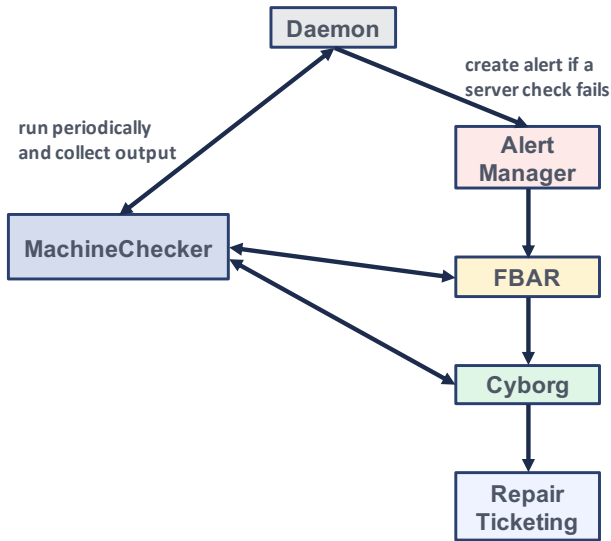 Daemon
create alert if a
server check fails
run periodically
and collect output
Alert
Manager
MachineChecker
FBAR
Cyborg
Repair
Ticketing